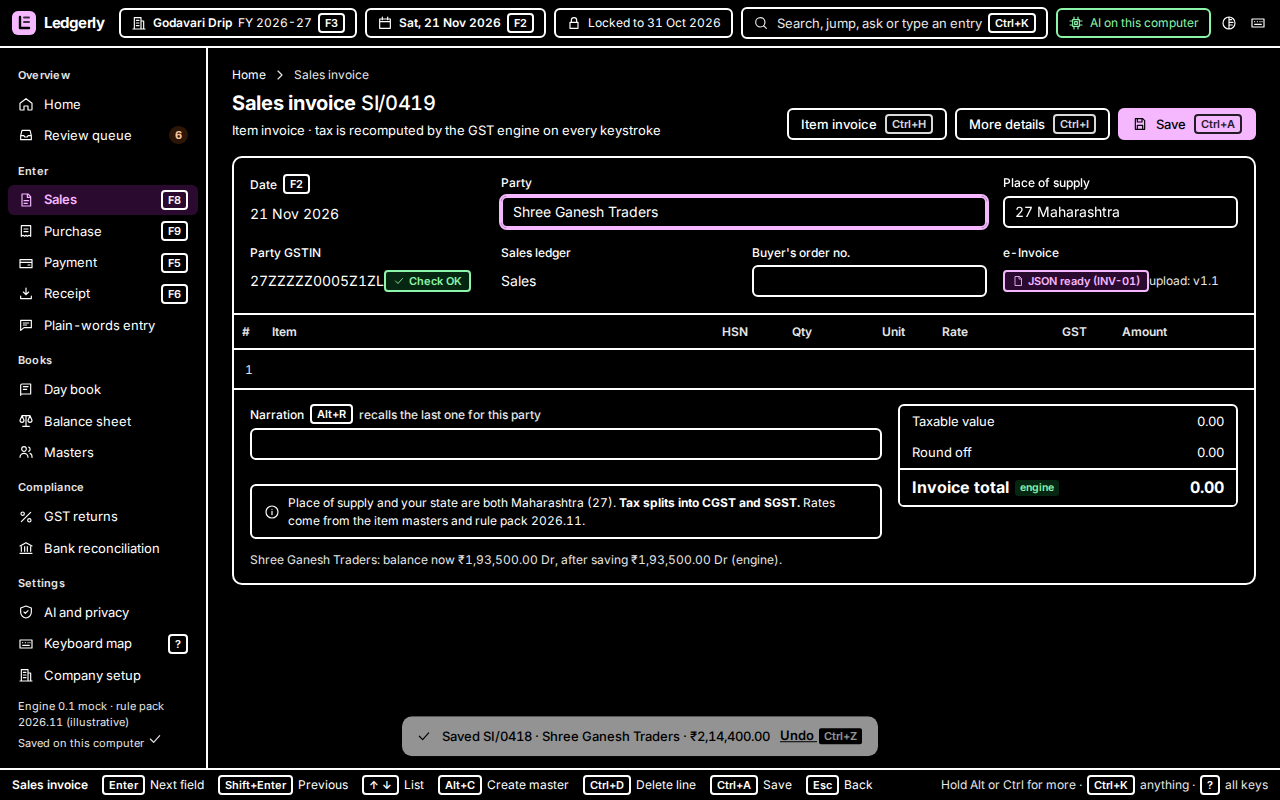 Ledgerly
Godavari Drip FY 2026-27 F3
Sat, 21 Nov 2026 F2
Locked to 31 Oct 2026
Search, jump, ask or type an entry Ctrl+K
AI on this computer
Overview
Home
Review queue 6
Enter
Sales F8
Purchase F9
Payment F5
Receipt F6
Plain-words entry
Books
Day book
Balance sheet
Masters
Compliance
GST returns
Bank reconciliation
Settings
AI and privacy
Keyboard map ?
Company setup
Engine 0.1 mock · rule pack
2026.11 (illustrative)
Saved on this computer
Home > Sales invoice
Sales invoice SI/0419
Item invoice · tax is recomputed by the GST engine on every keystroke
Item invoice Ctrl+H
More details Ctrl+I
Save Ctrl+A
Date F2
21 Nov 2026
Party
Shree Ganesh Traders
Place of supply
27 Maharashtra
Party GSTIN
27ZZZZZ0005Z1ZL Check OK
Sales ledger
Sales
Buyer's order no.
e-Invoice
JSON ready (INV-01) upload: v1.1
# Item HSN Qty Unit Rate GST Amount
1
Narration Alt+R recalls the last one for this party
Place of supply and your state are both Maharashtra (27). Tax splits into CGST and SGST. Rates
come from the item masters and rule pack 2026.11.
Shree Ganesh Traders: balance now ₹1,93,500.00 Dr, after saving ₹1,93,500.00 Dr (engine).
Taxable value 0.00
Round off 0.00
Invoice total engine 0.00
Saved SI/0418 · Shree Ganesh Traders · ₹2,14,400.00 Undo Ctrl+Z
Sales invoice Enter Next field Shift+Enter Previous ↑↓ List Alt+C Create master Ctrl+D Delete line Ctrl+A Save Esc Back Hold Alt or Ctrl for more · Ctrl+K anything · ? all keys